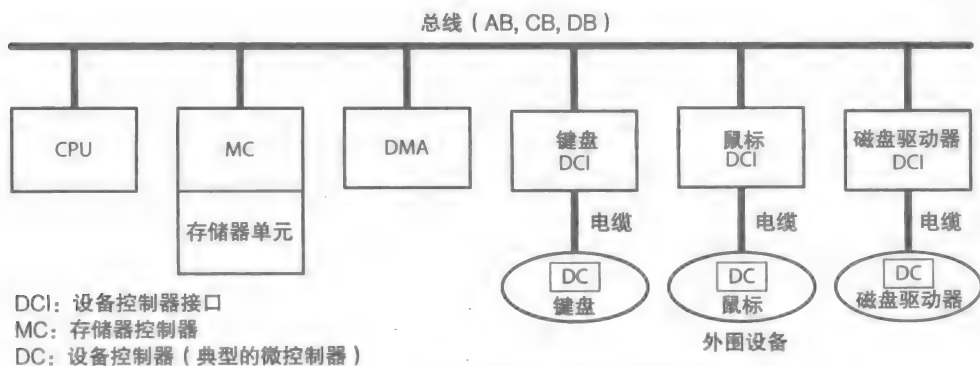 总线（AB, CB, DB）
CPU
MC
存储器单元
DMA
键盘
DCI
鼠标
DCI
磁盘驱动器
DCI
电缆
电缆
电缆
DC
键盘
DC
鼠标
DC
磁盘驱动器
外围设备
DCI：设备控制器接口
MC：存储器控制器
DC：设备控制器（典型的微控制器）